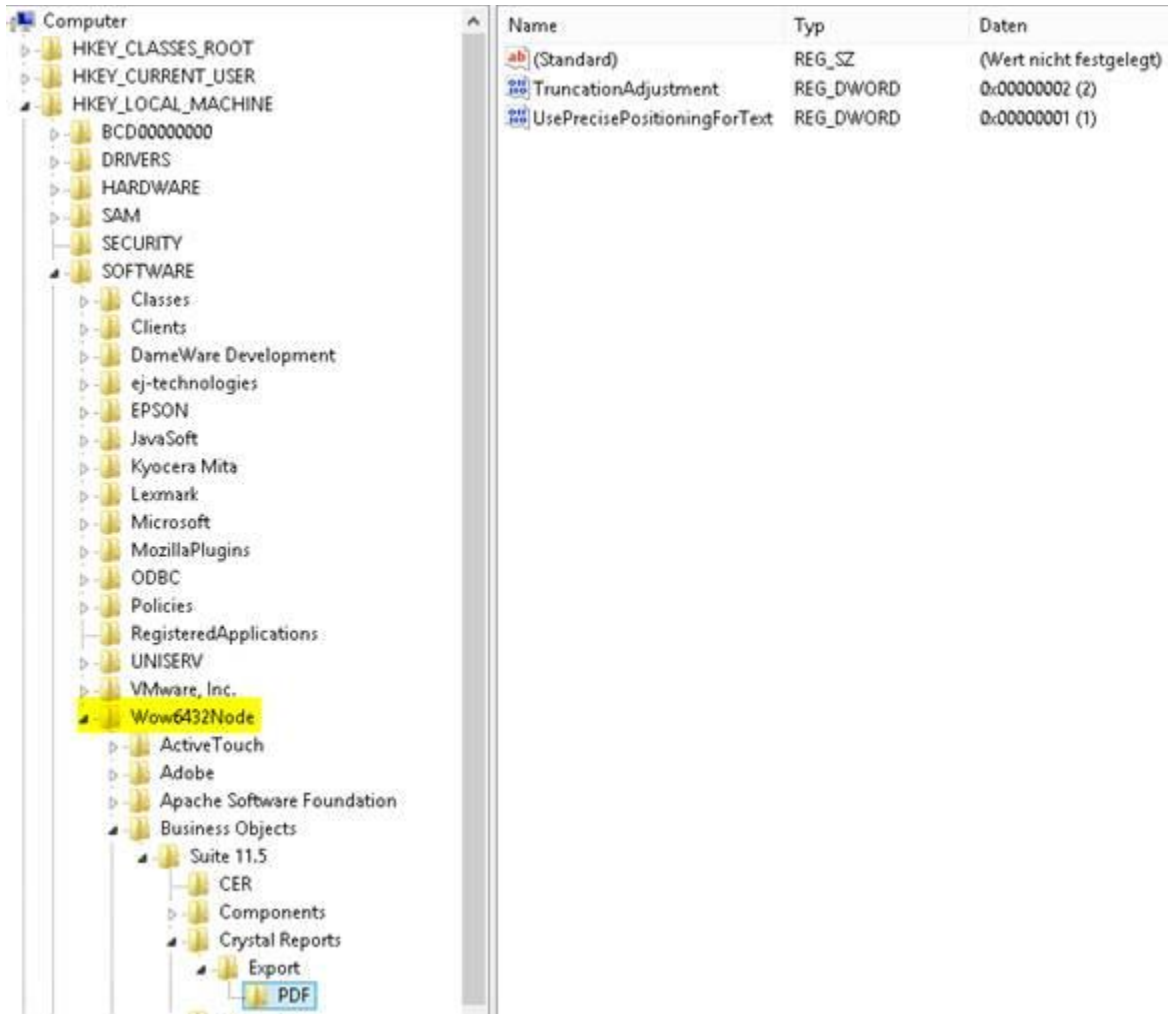 Computer
HKEY_CLASSES_ROOT
HKEY_CURRENT_USER
HKEY_LOCAL_MACHINE
BCD00000000
DRIVERS
HARDWARE
SAM
SECURITY
SOFTWARE
Classes
Clients
DameWare Development
ej-technologies
EPSON
JavaSoft
Kyocera Mita
Lexmark
Microsoft
MozillaPlugins
ODBC
Policies
RegisteredApplications
UNISERV
VMware, Inc.
Wow6432Node
ActiveTouch
Adobe
Apache Software Foundation
Business Objects
Suite 11.5
CER
Components
Crystal Reports
Export
PDF
Name Typ Daten
ab (Standard) REG_SZ (Wert nicht festgelegt)
TruncationAdjustment REG_DWORD 0x00000002 (2)
UsePrecisePositioningForText REG_DWORD 0x00000001 (1)